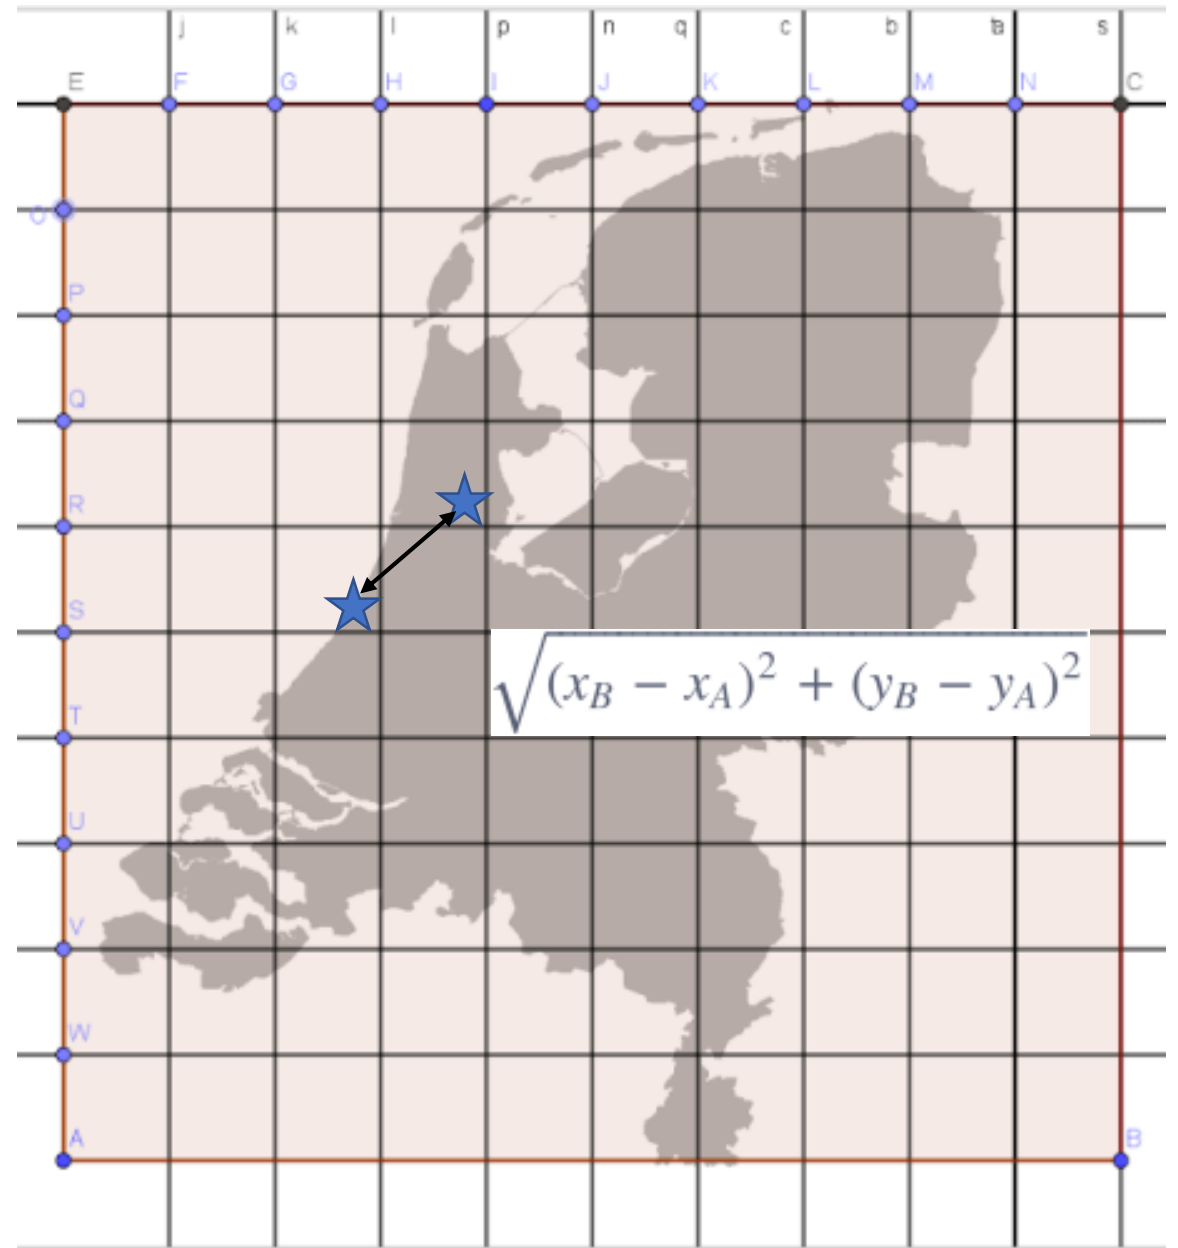 j k l p n q c b a s
E F G H I J K L M N C
O
P
Q
R
S
√(x_B − x_A)² + (y_B − y_A)²
T
U
V
W
A B